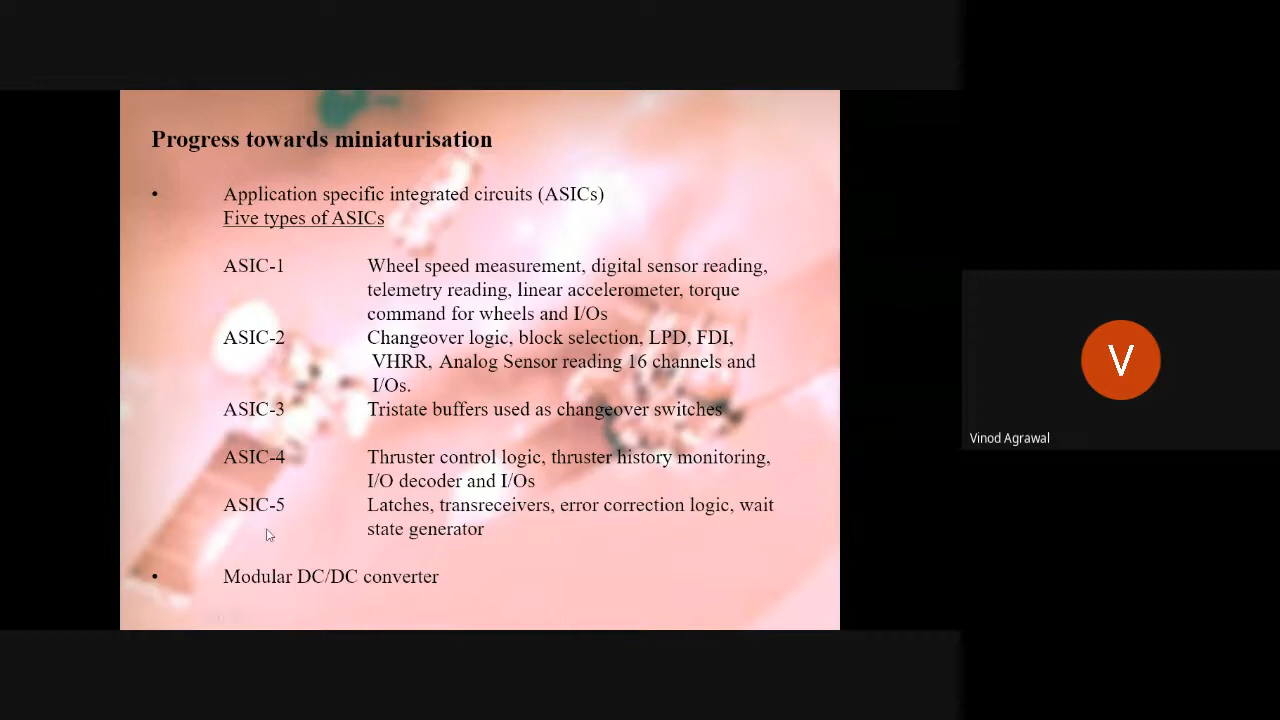 Progress towards miniaturisation
• Application specific integrated circuits (ASICs)
Five types of ASICs
ASIC-1 Wheel speed measurement, digital sensor reading,
telemetry reading, linear accelerometer, torque
command for wheels and I/Os
ASIC-2 Changeover logic, block selection, LPD, FDI,
VHRR, Analog Sensor reading 16 channels and
I/Os.
ASIC-3 Tristate buffers used as changeover switches
ASIC-4 Thruster control logic, thruster history monitoring,
I/O decoder and I/Os
ASIC-5 Latches, transreceivers, error correction logic, wait
state generator
• Modular DC/DC converter
V
Vinod Agrawal